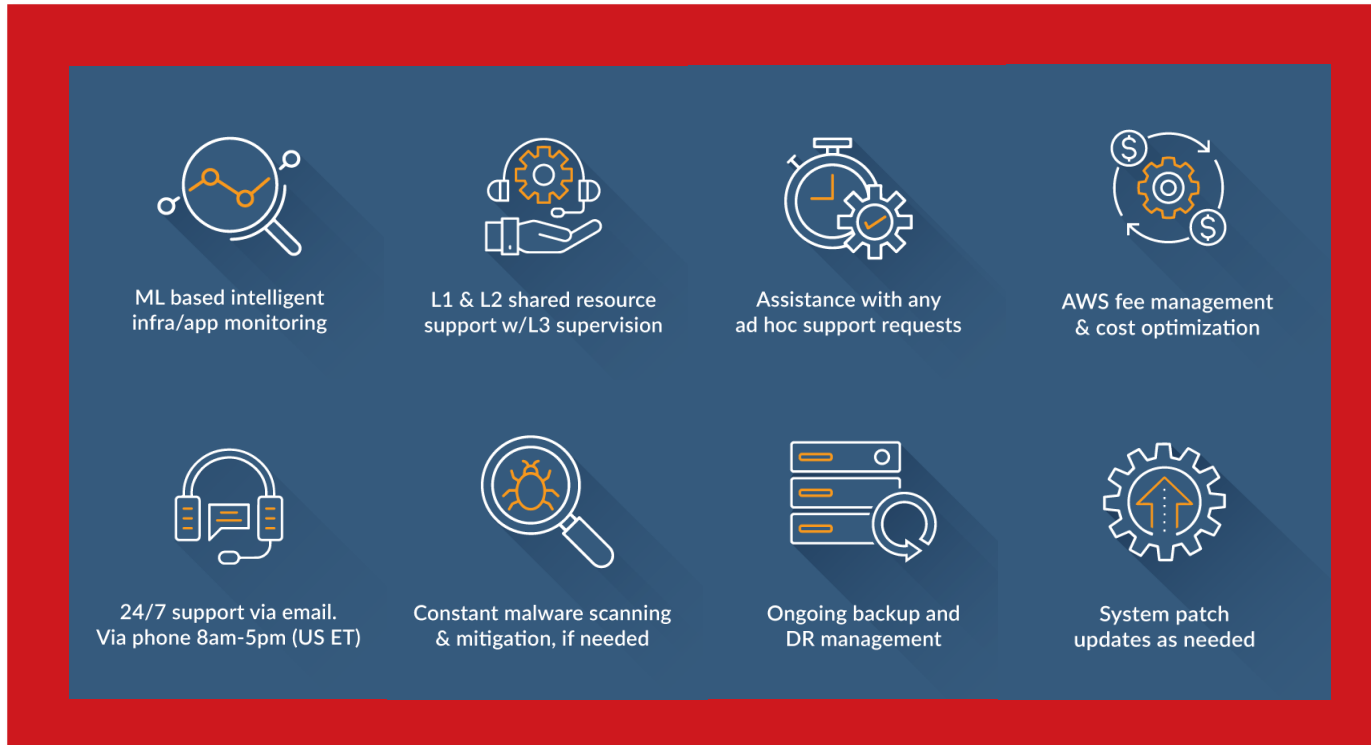 ML based intelligent
infra/app monitoring
L1 & L2 shared resource
support w/L3 supervision
Assistance with any
ad hoc support requests
AWS fee management
& cost optimization
24/7 support via email.
Via phone 8am-5pm (US ET)
Constant malware scanning
& mitigation, if needed
Ongoing backup and
DR management
System patch
updates as needed